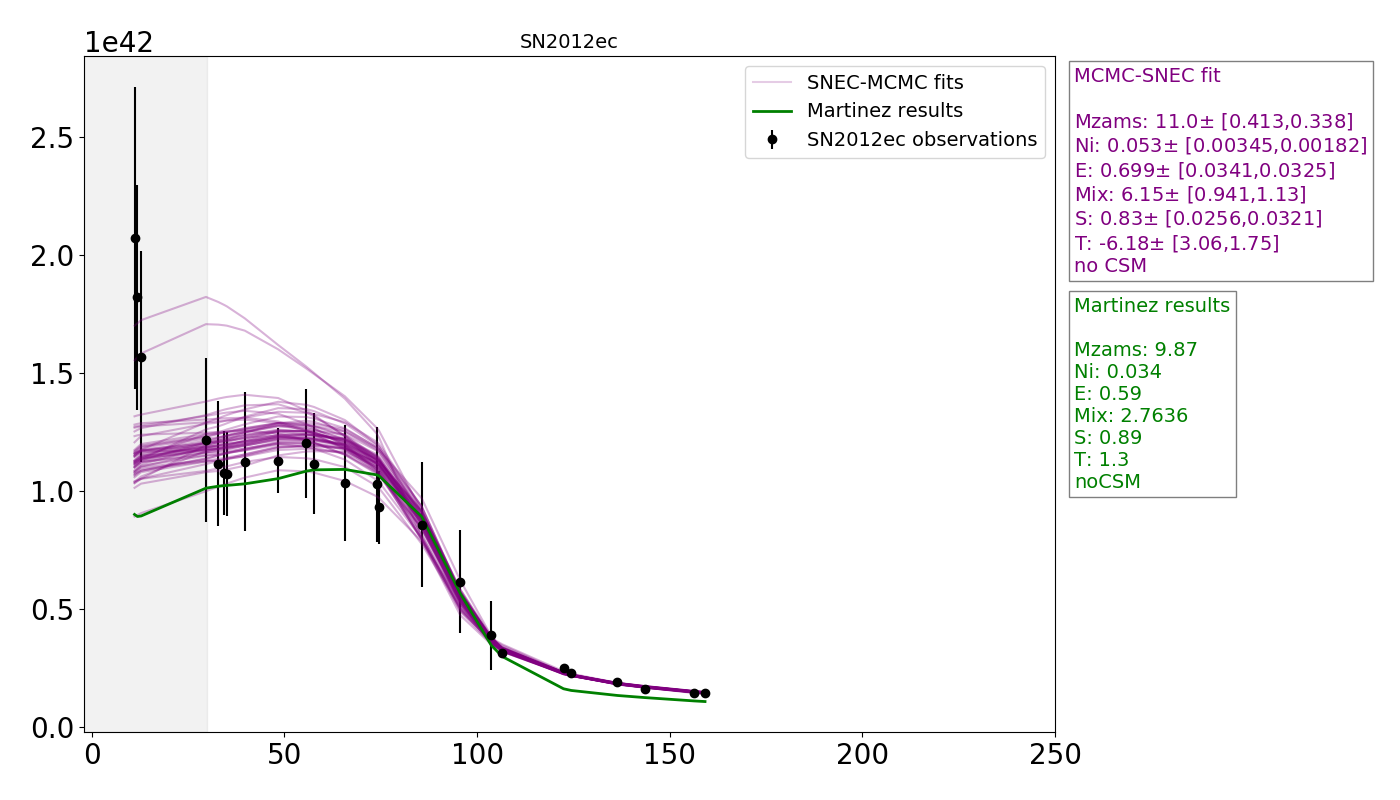 1e42
SN2012ec
2.5
2.0
1.5
1.0
0.5
0.0
0
50
100
150
200
250
SNEC-MCMC fits
Martinez results
SN2012ec observations
MCMC-SNEC fit
Mzams: 11.0± [0.413,0.338]
Ni: 0.053± [0.00345,0.00182]
E: 0.699± [0.0341,0.0325]
Mix: 6.15± [0.941,1.13]
S: 0.83± [0.0256,0.0321]
T: -6.18± [3.06,1.75]
no CSM
Martinez results
Mzams: 9.87
Ni: 0.034
E: 0.59
Mix: 2.7636
S: 0.89
T: 1.3
noCSM